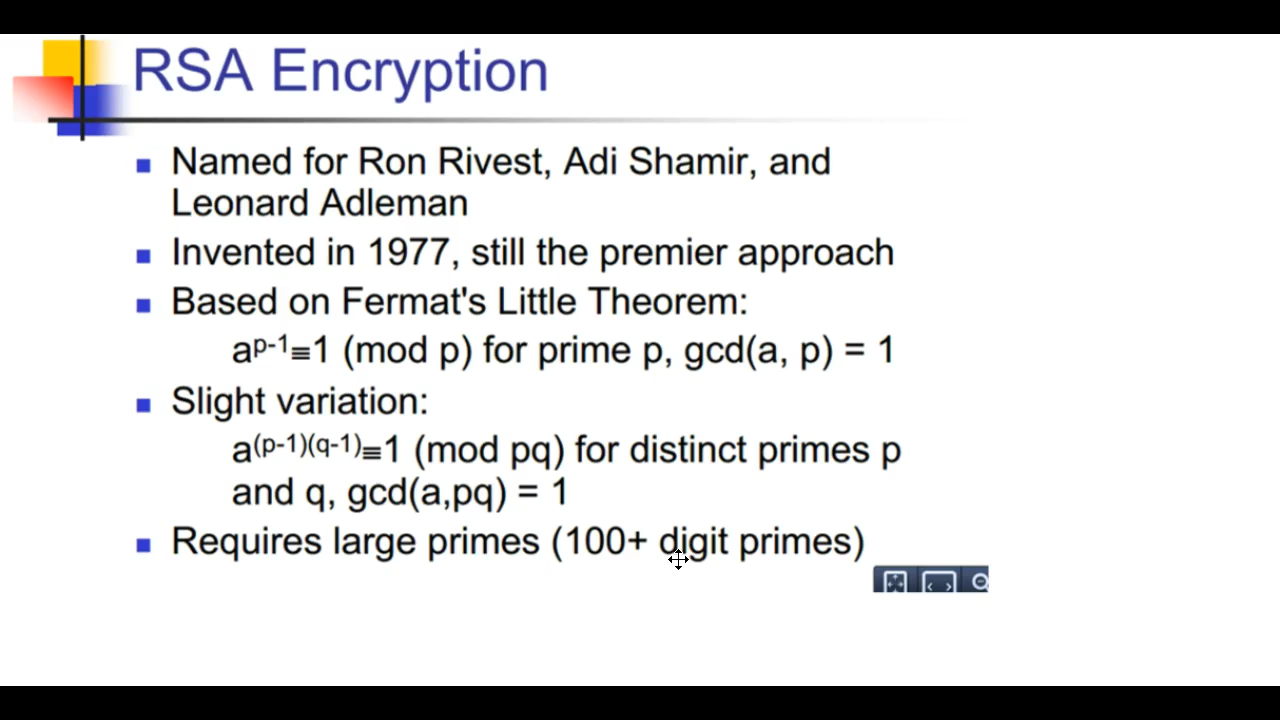 RSA Encryption
Named for Ron Rivest, Adi Shamir, and
Leonard Adleman
Invented in 1977, still the premier approach
Based on Fermat's Little Theorem:
a^p-1≡1 (mod p) for prime p, gcd(a, p) = 1
Slight variation:
a^(p-1)(q-1)≡1 (mod pq) for distinct primes p
and q, gcd(a,pq) = 1
Requires large primes (100+ digit primes)